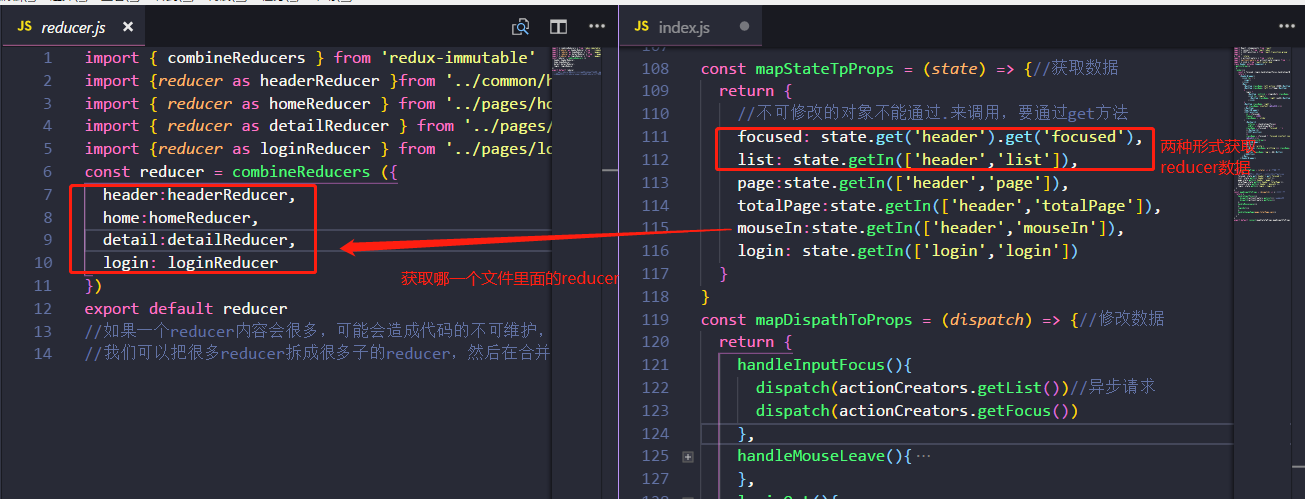 JS reducer.js
1 import { combineReducers } from 'redux-immutable'
2 import {reducer as headerReducer }from '../common/h
3 import { reducer as homeReducer } from '../pages/ho
4 import { reducer as detailReducer } from '../pages/
5 import {reducer as loginReducer } from '../pages/lo
6 const reducer = combineReducers ({
7 header:headerReducer,
8 home:homeReducer,
9 detail:detailReducer,
10 login: loginReducer
11 })
12 export default reducer
13 //如果一个reducer内容会很多，可能会造成代码的不可维护，
14 //我们可以把很多reducer拆成很多子的reducer，然后在合并
获取哪一个文件里面的reducer
JS index.js
107
108 const mapStateTpProps = (state) => {//获取数据
109 return {
110 //不可修改的对象不能通过.来调用，要通过get方法
111 focused: state.get('header').get('focused'),
112 list: state.getIn(['header','list']),
113 page:state.getIn(['header','page']),
114 totalPage:state.getIn(['header','totalPage']),
115 mouseIn:state.getIn(['header','mouseIn']),
116 login: state.getIn(['login','login'])
117 }
118 }
119 const mapDispathToProps = (dispatch) => {//修改数据
120 return {
121 handleInputFocus(){
122 dispatch(actionCreators.getList())//异步请求
123 dispatch(actionCreators.getFocus())
124 },
125 handleMouseLeave(){⋯
127 },
两种形式获取
reducer数据